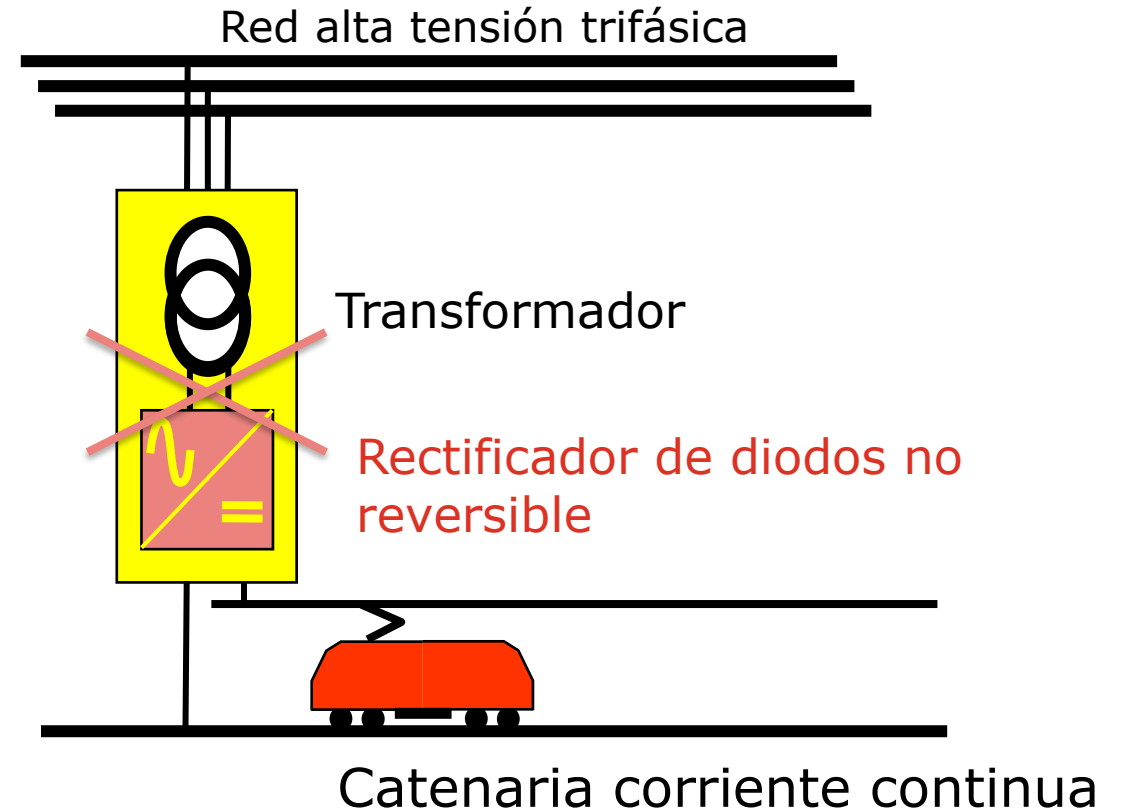 Red alta tensión trifásica
Transformador
Rectificador de diodos no
reversible
Catenaria corriente continua